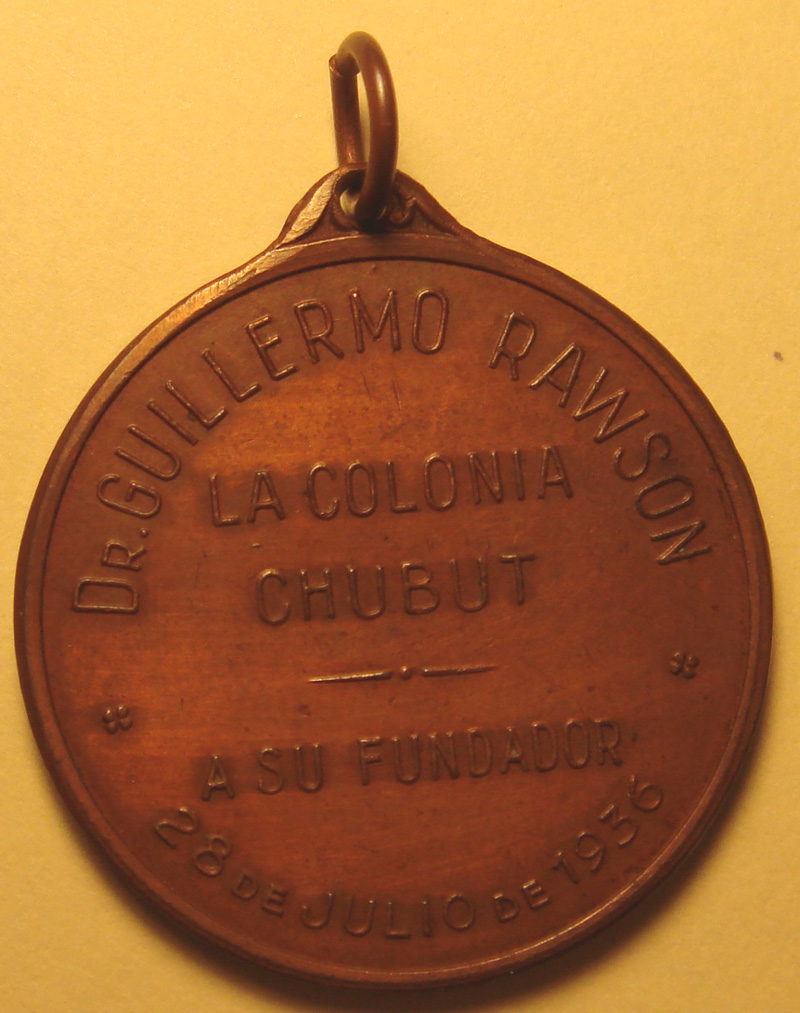 DR. GUILLERMO RAWSON
LA COLONIA
CHUBUT
A SU FUNDADOR
28 DE JULIO DE 1936